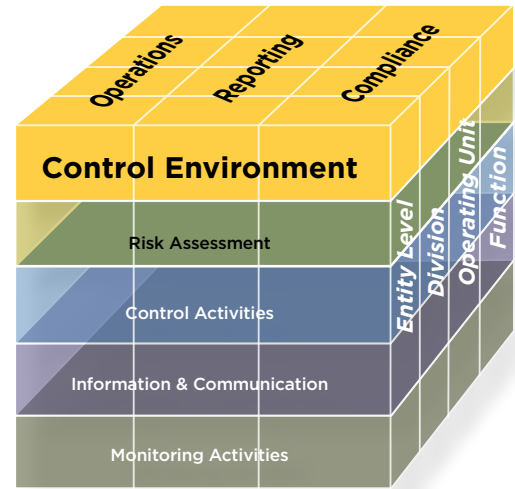 Operations
Reporting
Compliance
Control Environment
Risk Assessment
Control Activities
Information & Communication
Monitoring Activities
Entity Level
Division
Operating Unit
Function